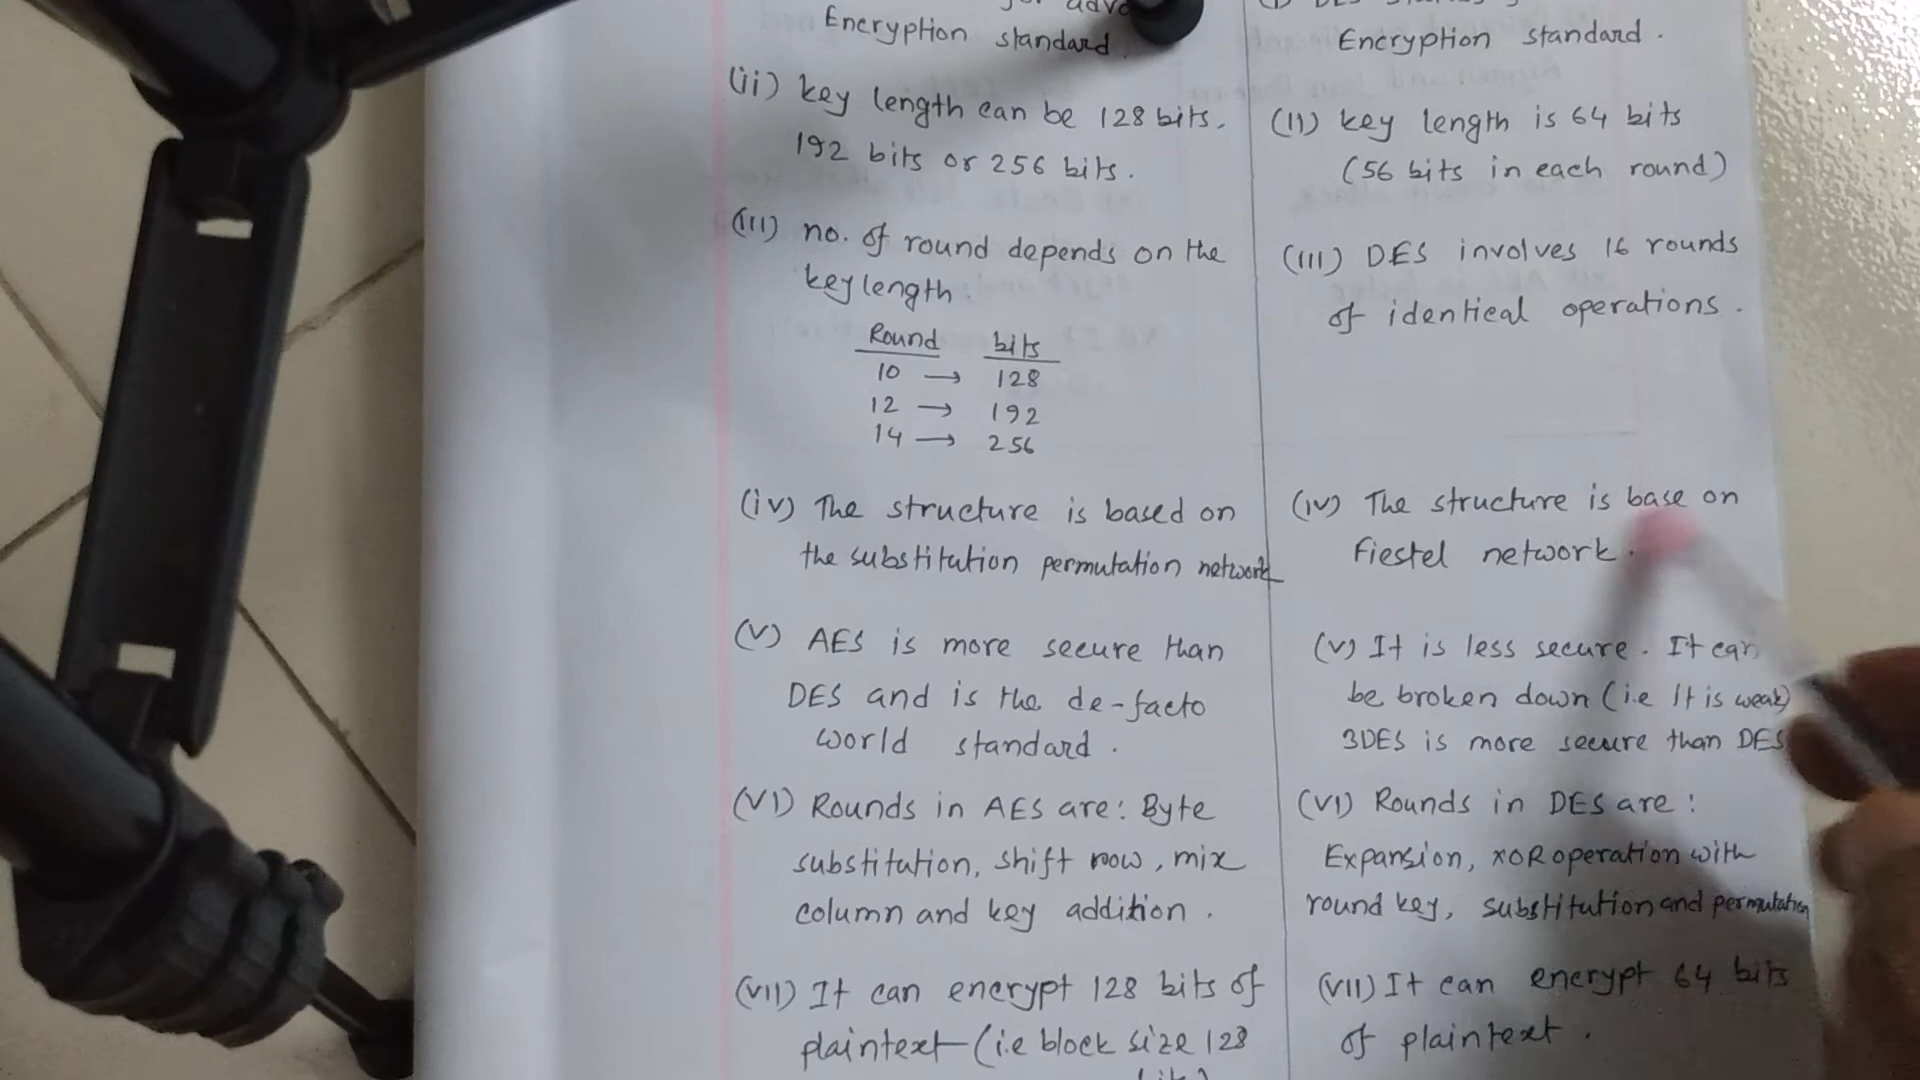 Encryption standard
(ii) key length can be 128 bits.
192 bits or 256 bits.
(III) no. of round depends on the
key length.
Round bits
10 → 128
12 → 192
14 → 256
(iv) The structure is based on
the substitution permutation network
(V) AES is more secure than
DES and is the de-facto
world standard.
(VI) Rounds in AES are: Byte
substitution, shift row, mix
column and key addition.
(VII) It can encrypt 128 bits of
plaintext (i.e block size 128
Encryption standard.
(II) key length is 64 bits
(56 bits in each round)
(III) DES involves 16 rounds
of identical operations.
(IV) The structure is base on
Fiestel network.
(V) It is less secure. It can
be broken down (i.e it is weak)
3DES is more secure than DES
(VI) Rounds in DES are:
Expansion, XOR operation with
round key, substitution and permutation
(VII) It can encrypt 64 bits
of plaintext.